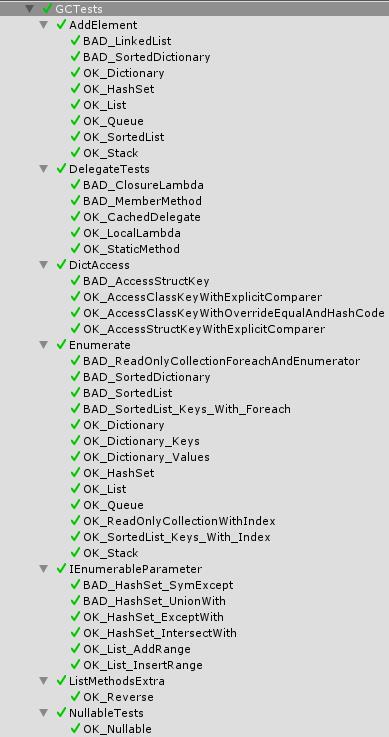 GCTests
AddElement
BAD_LinkedList
BAD_SortedDictionary
OK_Dictionary
OK_HashSet
OK_List
OK_Queue
OK_SortedList
OK_Stack
DelegateTests
BAD_ClosureLambda
BAD_MemberMethod
OK_CachedDelegate
OK_LocalLambda
OK_StaticMethod
DictAccess
BAD_AccessStructKey
OK_AccessClassKeyWithExplicitComparer
OK_AccessClassKeyWithOverrideEqualAndHashCode
OK_AccessStructKeyWithExplicitComparer
Enumerate
BAD_ReadOnlyCollectionForeachAndEnumerator
BAD_SortedDictionary
BAD_SortedList
BAD_SortedList_Keys_With_Foreach
OK_Dictionary
OK_Dictionary_Keys
OK_Dictionary_Values
OK_HashSet
OK_List
OK_Queue
OK_ReadOnlyCollectionWithIndex
OK_SortedList_Keys_With_Index
OK_Stack
IEnumerableParameter
BAD_HashSet_SymExcept
BAD_HashSet_UnionWith
OK_HashSet_ExceptWith
OK_HashSet_IntersectWith
OK_List_AddRange
OK_List_InsertRange
ListMethodsExtra
OK_Reverse
NullableTests
OK_Nullable